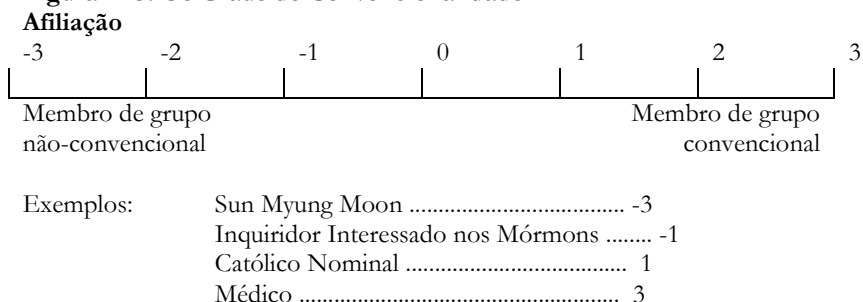 Afiliação
-3 -2 -1 0 1 2 3
Membro de grupo Membro de grupo
não-convencional convencional
Exemplos: Sun Myung Moon .................................... -3
Inquiridor Interessado nos Mórmons ........ -1
Católico Nominal ..................................... 1
Médico ...................................................... 3